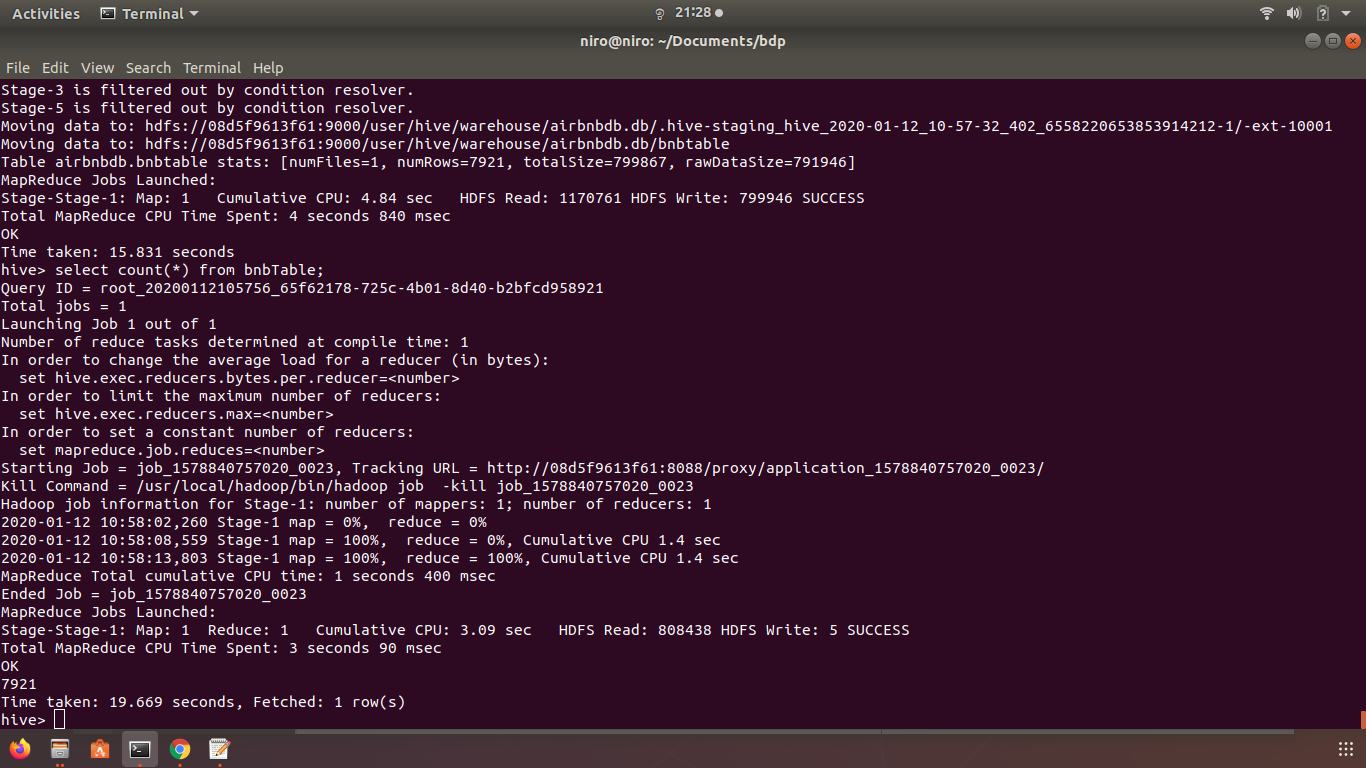 Activities Terminal 21:28
niro@niro: ~/Documents/bdp
File Edit View Search Terminal Help
Stage-3 is filtered out by condition resolver.
Stage-5 is filtered out by condition resolver.
Moving data to: hdfs://08d5f9613f61:9000/user/hive/warehouse/airbnbdb.db/.hive-staging_hive_2020-01-12_10-57-32_402_6558220653853914212-1/-ext-10001
Moving data to: hdfs://08d5f9613f61:9000/user/hive/warehouse/airbnbdb.db/bnbtable
Table airbnbdb.bnbtable stats: [numFiles=1, numRows=7921, totalSize=799867, rawDataSize=791946]
MapReduce Jobs Launched:
Stage-Stage-1: Map: 1   Cumulative CPU: 4.84 sec   HDFS Read: 1170761 HDFS Write: 799946 SUCCESS
Total MapReduce CPU Time Spent: 4 seconds 840 msec
OK
Time taken: 15.831 seconds
hive> select count(*) from bnbTable;
Query ID = root_20200112105756_65f62178-725c-4b01-8d40-b2bfcd958921
Total jobs = 1
Launching Job 1 out of 1
Number of reduce tasks determined at compile time: 1
In order to change the average load for a reducer (in bytes):
  set hive.exec.reducers.bytes.per.reducer=<number>
In order to limit the maximum number of reducers:
  set hive.exec.reducers.max=<number>
In order to set a constant number of reducers:
  set mapreduce.job.reduces=<number>
Starting Job = job_1578840757020_0023, Tracking URL = http://08d5f9613f61:8088/proxy/application_1578840757020_0023/
Kill Command = /usr/local/hadoop/bin/hadoop job  -kill job_1578840757020_0023
Hadoop job information for Stage-1: number of mappers: 1; number of reducers: 1
2020-01-12 10:58:02,260 Stage-1 map = 0%,  reduce = 0%
2020-01-12 10:58:08,559 Stage-1 map = 100%,  reduce = 0%, Cumulative CPU 1.4 sec
2020-01-12 10:58:13,803 Stage-1 map = 100%,  reduce = 100%, Cumulative CPU 1.4 sec
MapReduce Total cumulative CPU time: 1 seconds 400 msec
Ended Job = job_1578840757020_0023
MapReduce Jobs Launched:
Stage-Stage-1: Map: 1  Reduce: 1   Cumulative CPU: 3.09 sec   HDFS Read: 808438 HDFS Write: 5 SUCCESS
Total MapReduce CPU Time Spent: 3 seconds 90 msec
OK
7921
Time taken: 19.669 seconds, Fetched: 1 row(s)
hive>